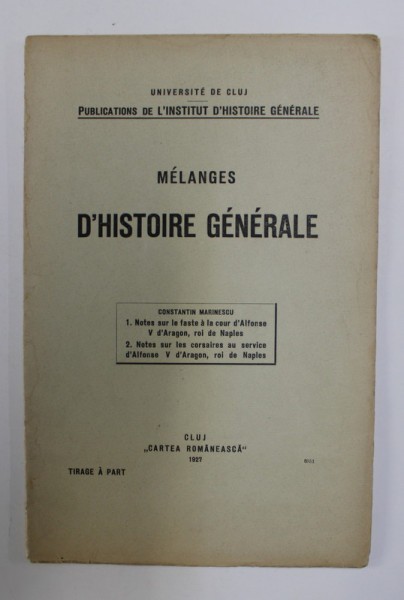 UNIVERSITÉ DE CLUJ
PUBLICATIONS DE L'INSTITUT D'HISTOIRE GÉNÉRALE
MÉLANGES
D'HISTOIRE GÉNÉRALE
CONSTANTIN MARINESCU
1. Notes sur le faste à la cour d'Alfonse
V d'Aragon, roi de Naples
2. Notes sur les corsaires au service
d'Alfonse V d'Aragon, roi de Naples
CLUJ
„CARTEA ROMÂNEASCĂ"
1927
TIRAGE À PART